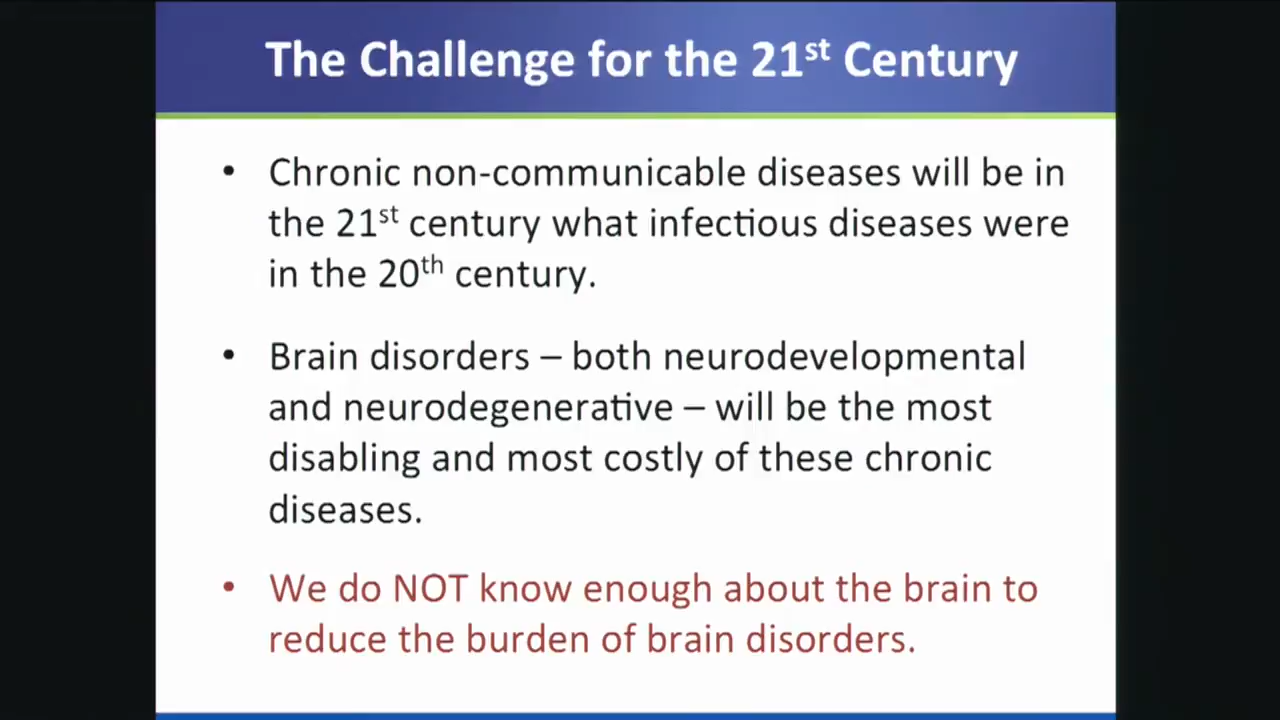 The Challenge for the 21st Century
• Chronic non-communicable diseases will be in
the 21st century what infectious diseases were
in the 20th century.
• Brain disorders – both neurodevelopmental
and neurodegenerative – will be the most
disabling and most costly of these chronic
diseases.
• We do NOT know enough about the brain to
reduce the burden of brain disorders.